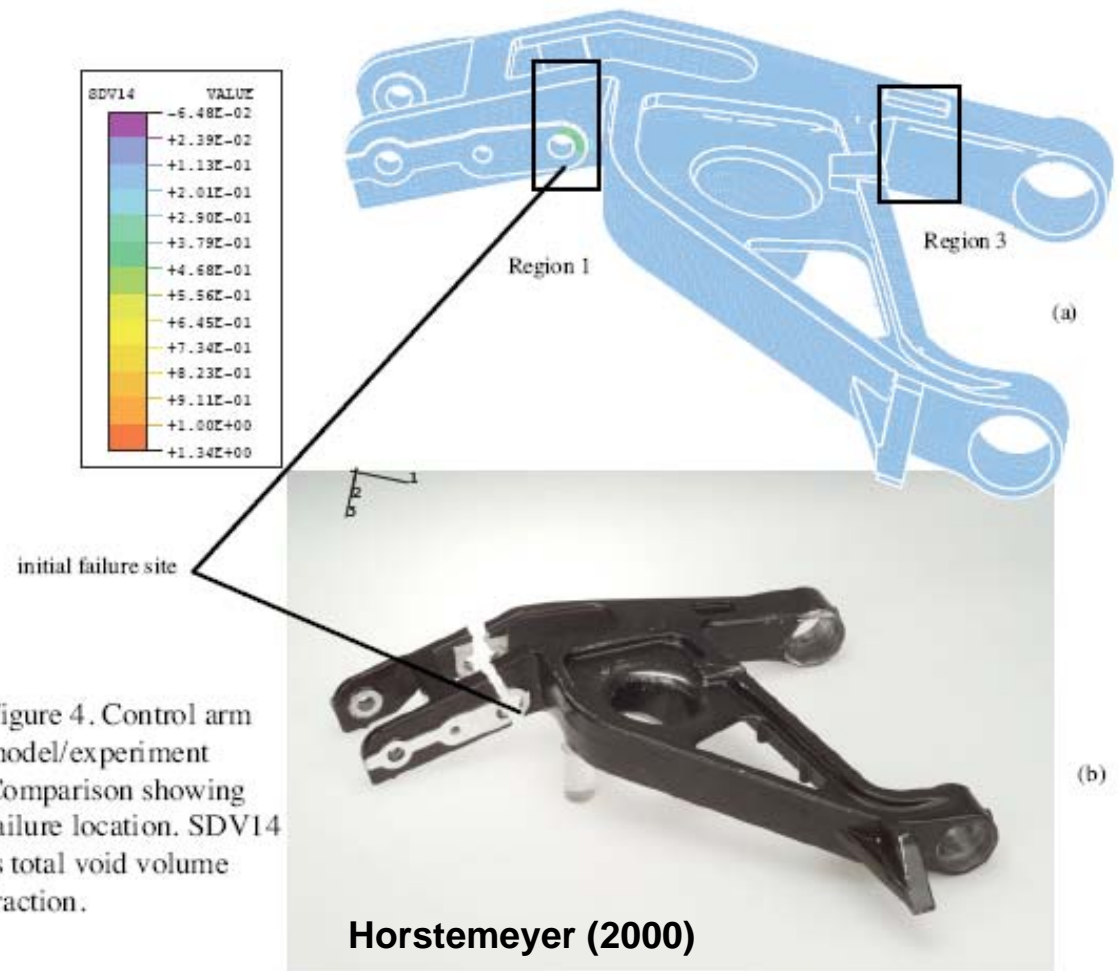 SDV14 VALUE
-6.48E-02
+2.39E-02
+1.13E-01
+2.01E-01
+2.90E-01
+3.79E-01
+4.68E-01
+5.56E-01
+6.45E-01
+7.34E-01
+8.23E-01
+9.11E-01
+1.00E+00
+1.34E+00
Region 1
Region 3
(a)
1
2
3
initial failure site
igure 4. Control arm
nodel/experiment
Comparison showing
ailure location. SDV14
s total void volume
raction.
(b)
Horstemeyer (2000)